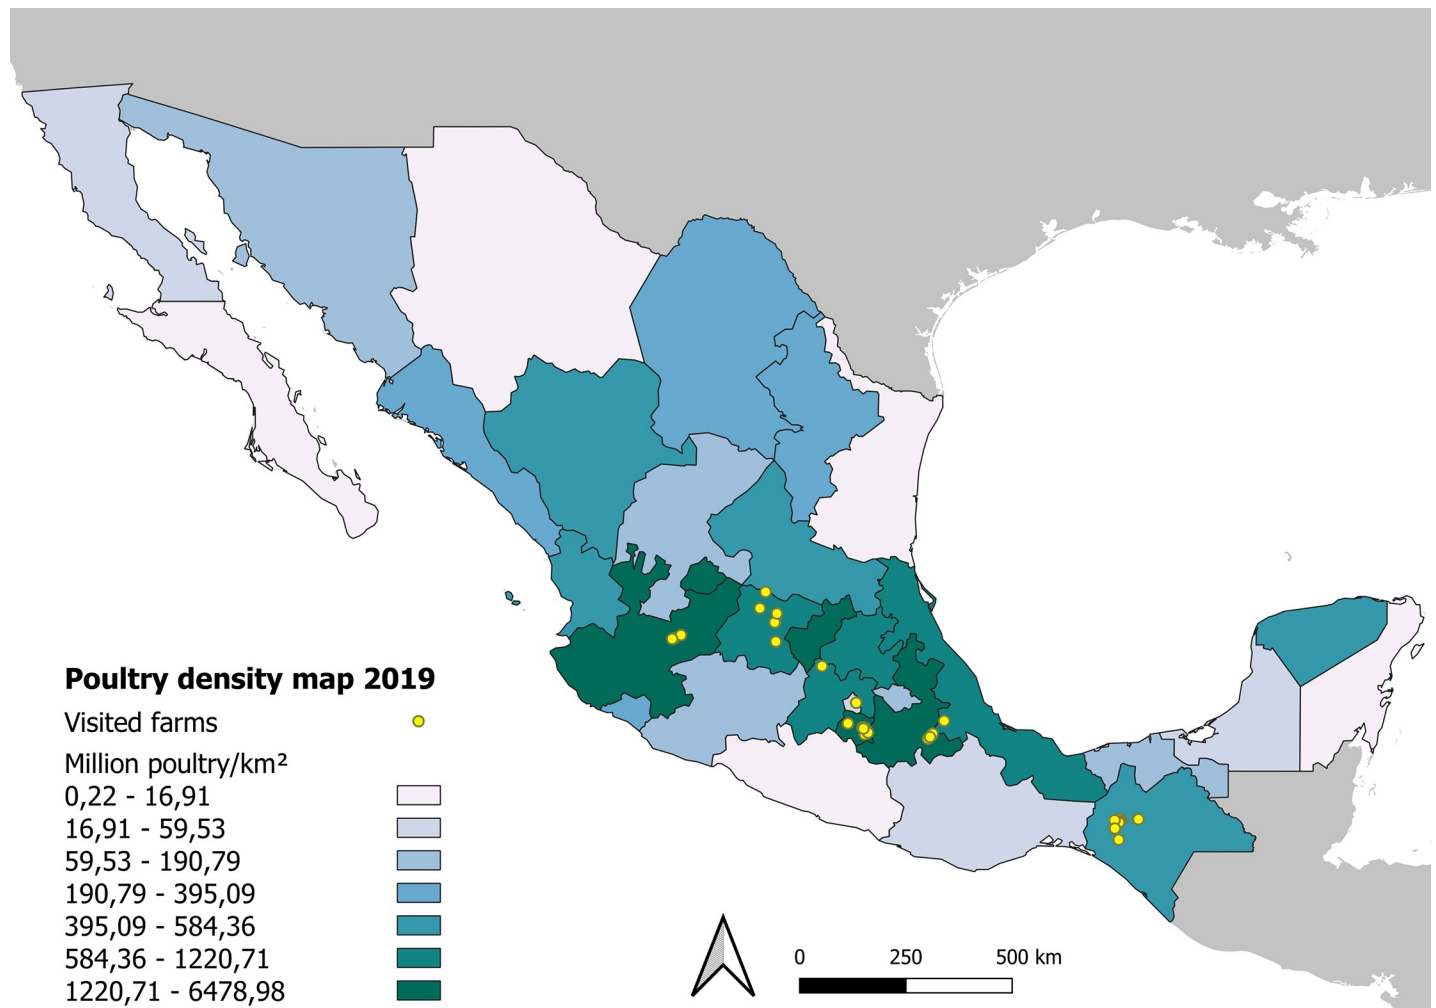 Poultry density map 2019
Visited farms
Million poultry/km²
0,22 - 16,91
16,91 - 59,53
59,53 - 190,79
190,79 - 395,09
395,09 - 584,36
584,36 - 1220,71
1220,71 - 6478,98
0 250 500 km